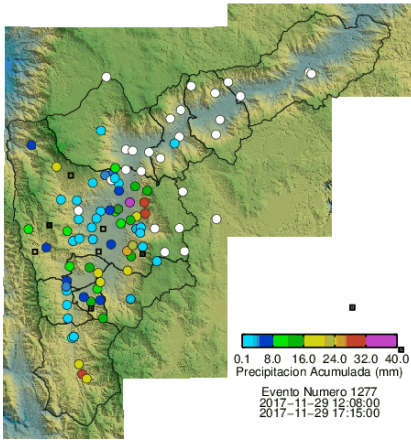 0.1 8.0 16.0 24.0 32.0 40.0
Precipitacion Acumulada (mm)
Evento Numero 1277
2017-11-29 12:08:00
2017-11-29 17:15:00